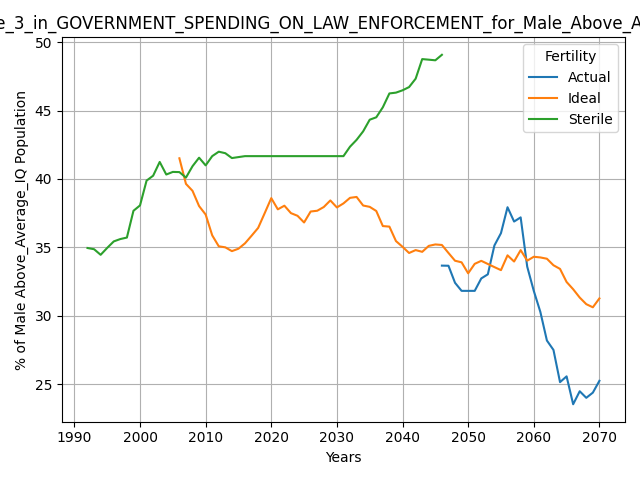 e_3_in_GOVERNMENT_SPENDING_ON_LAW_ENFORCEMENT_for_Male_Above_A
% of Male Above_Average_IQ Population
50
45
40
35
30
25
Fertility
Actual
Ideal
Sterile
1990 2000 2010 2020 2030 2040 2050 2060 2070
Years